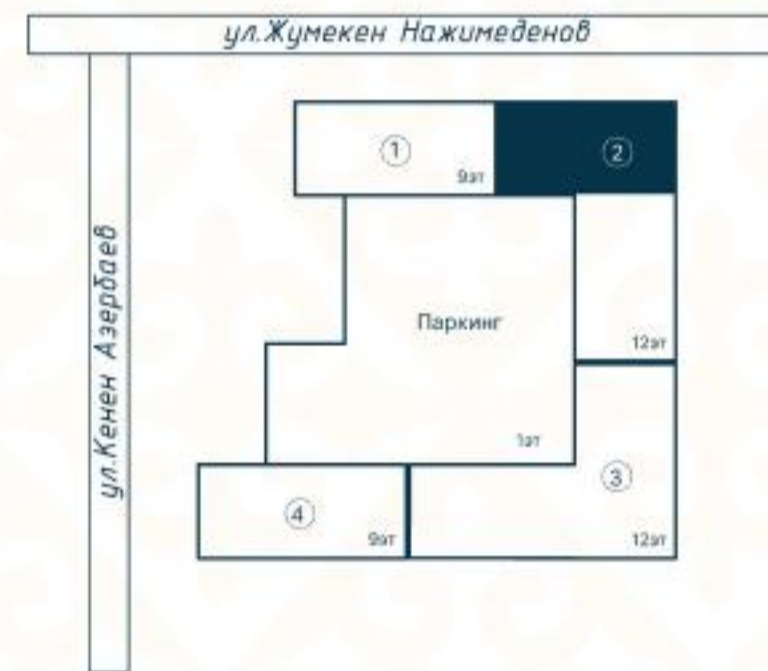 ул.Жумекен Нажимеденов
ул.Кенен Азербаев
1
9эт
2
Паркинг
12эт
1эт
3
4
9эт
12эт